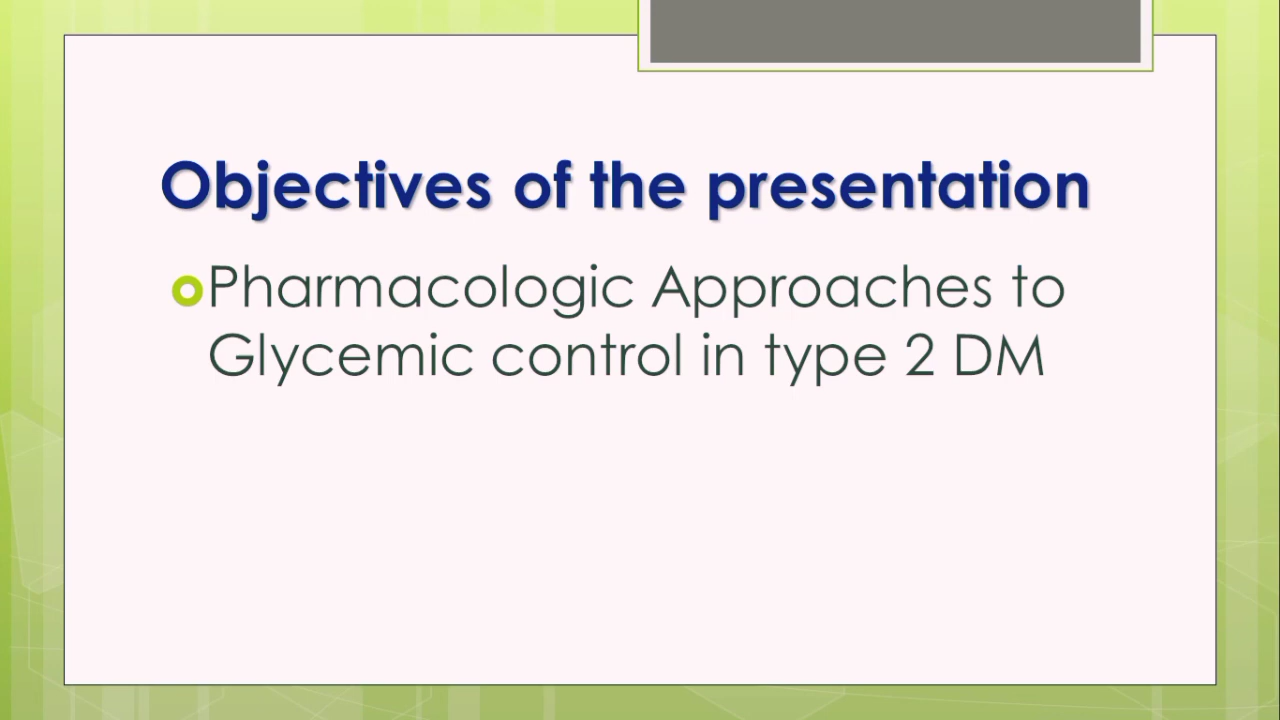 Objectives of the presentation
Pharmacologic Approaches to
Glycemic control in type 2 DM